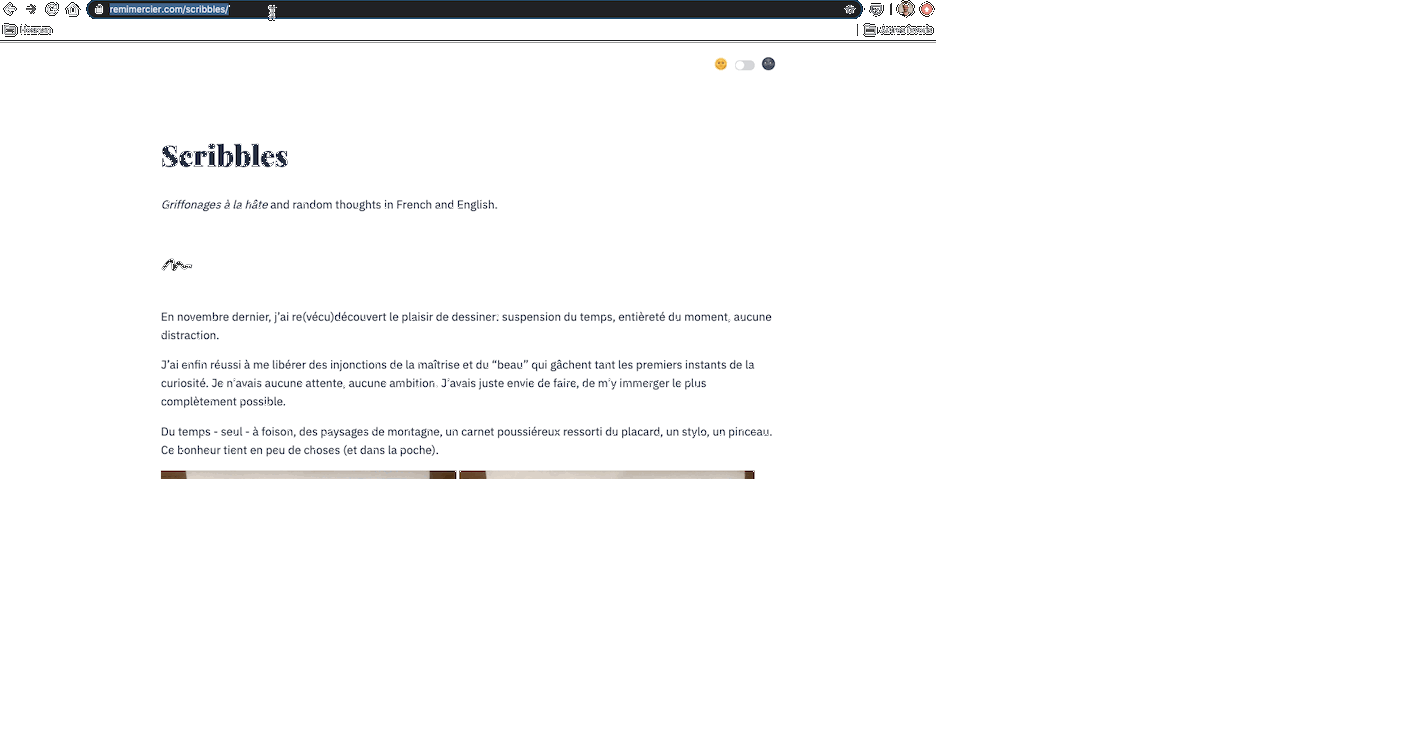 remimercier.com/scribbles/
Scribbles
Griffonages à la hâte and random thoughts in French and English.
En novembre dernier, j’ai re(vécu)découvert le plaisir de dessiner: suspension du temps, entièreté du moment, aucune
distraction.
J’ai enfin réussi à me libérer des injonctions de la maîtrise et du “beau” qui gâchent tant les premiers instants de la
curiosité. Je n’avais aucune attente, aucune ambition. J’avais juste envie de faire, de m’y immerger le plus
complètement possible.
Du temps - seul - à foison, des paysages de montagne, un carnet poussiéreux ressorti du placard, un stylo, un pinceau.
Ce bonheur tient en peu de choses (et dans la poche).